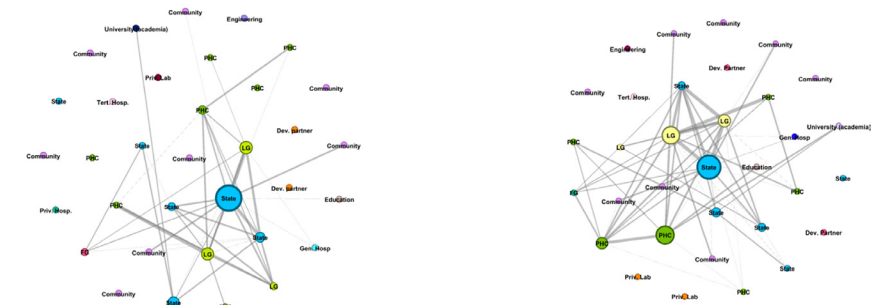 Community
Engineering
University(academia)
PHC
PHC
Community
Priv.Lab
PHC
Community
State
Tert.Hosp.
PHC
Dev. partner
State
LG
Community
Community
PHC
Community
Dev. partner
State
Education
Priv.Hosp.
PHC
State
State
Gen. Hosp
FG
Community
LG
LG
Community
State
Community
Community
Community
Engineering
Dev. Partner
Community
State
Community
Tert. Hosp.
PHC
LG
University (academia)
LG
Gen. Hosp
PHC
LG
State
Education
State
Community
FG
PHC
Community
State
State
PHC
PHC
Dev. Partner
Community
State
Priv. Lab
Priv. Lab
PHC